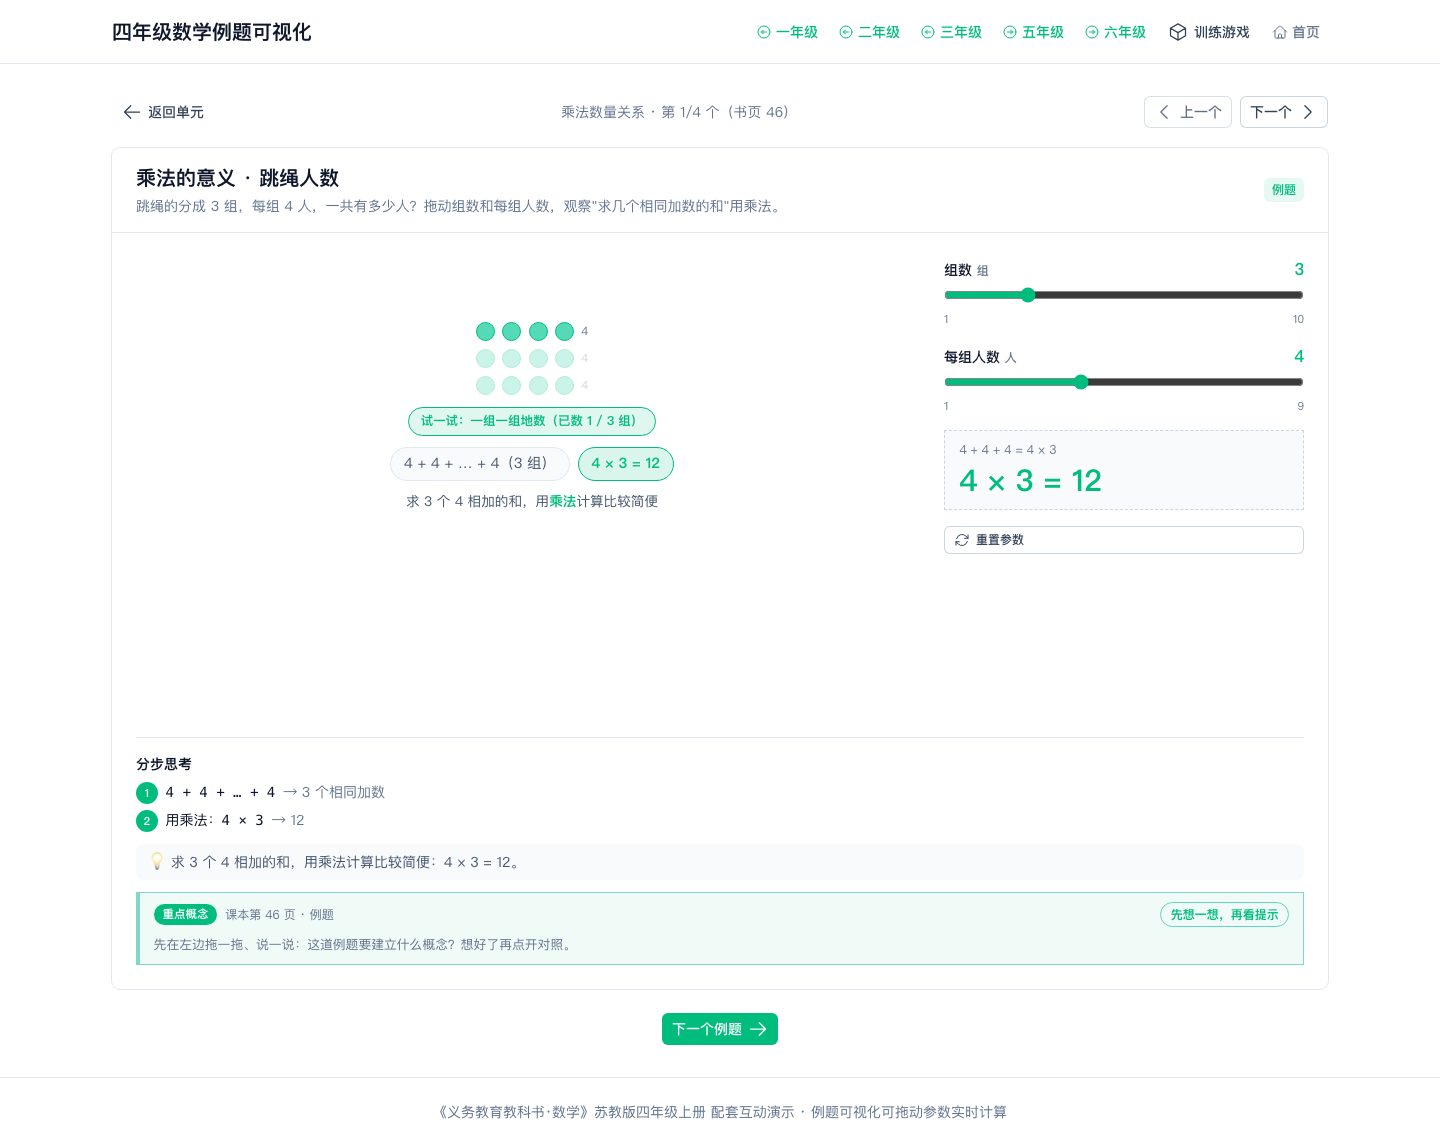 四年级数学例题可视化
一年级 二年级 三年级 五年级 六年级 训练游戏 首页
返回单元
乘法数量关系 · 第 1/4 个（书页 46）
上一个 下一个
乘法的意义 · 跳绳人数
跳绳的分成 3 组，每组 4 人，一共有多少人？拖动组数和每组人数，观察"求几个相同加数的和"用乘法。
例题
4
4
4
试一试：一组一组地数（已数 1 / 3 组）
4 + 4 + … + 4（3 组） 4 × 3 = 12
求 3 个 4 相加的和，用乘法计算比较简便
组数 组 3
1 10
每组人数 人 4
1 9
4 + 4 + 4 = 4 × 3
4 × 3 = 12
重置参数
分步思考
1 4 + 4 + … + 4 → 3 个相同加数
2 用乘法：4 × 3 → 12
💡 求 3 个 4 相加的和，用乘法计算比较简便：4 × 3 = 12。
重点概念 课本第 46 页 · 例题 先想一想，再看提示
先在左边拖一拖、说一说：这道例题要建立什么概念？想好了再点开对照。
下一个例题
《义务教育教科书·数学》苏教版四年级上册 配套互动演示 · 例题可视化可拖动参数实时计算